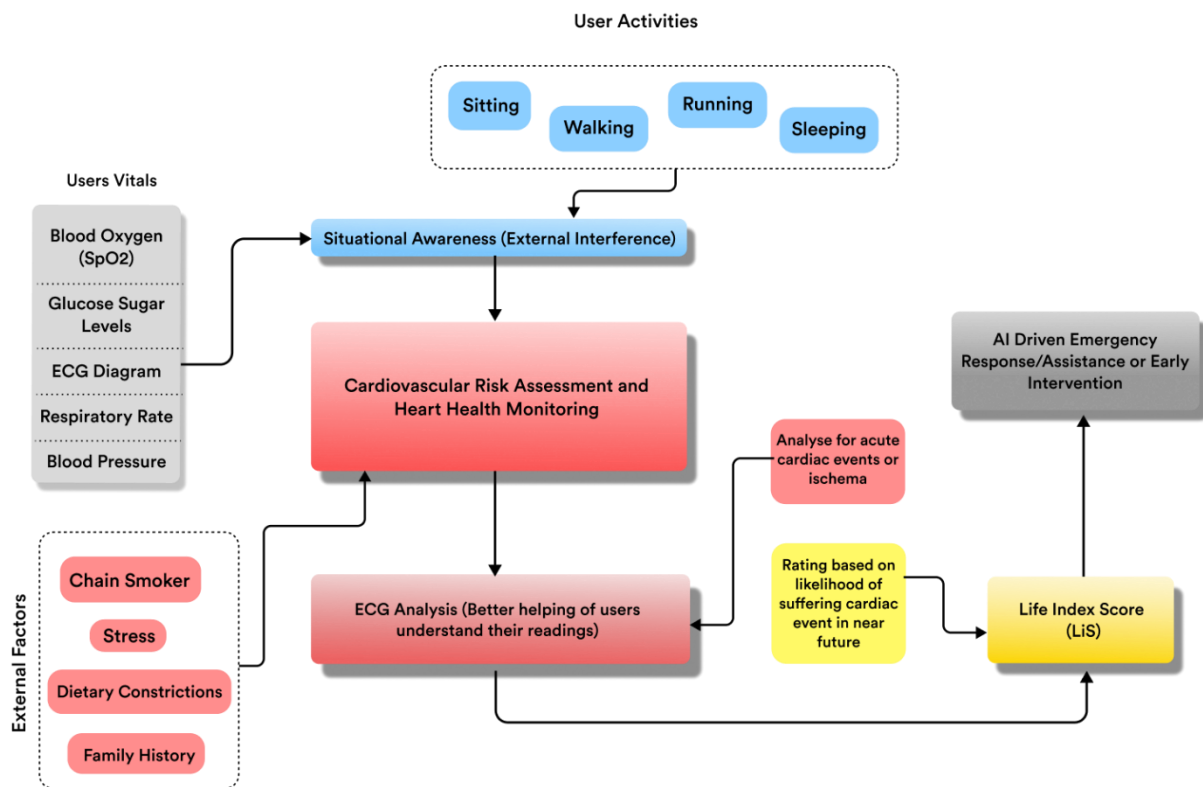 User Activities
Sitting
Walking
Running
Sleeping
Users Vitals
Blood Oxygen
(SpO2)
Glucose Sugar
Levels
ECG Diagram
Respiratory Rate
Blood Pressure
Situational Awareness (External Interference)
Cardiovascular Risk Assessment and
Heart Health Monitoring
AI Driven Emergency
Response/Assistance or Early
Intervention
Analyse for acute
cardiac events or
ischema
External Factors
Chain Smoker
Stress
Dietary Constrictions
Family History
ECG Analysis (Better helping of users
understand their readings)
Rating based on
likelihood of
suffering cardiac
event in near
future
Life Index Score
(LiS)